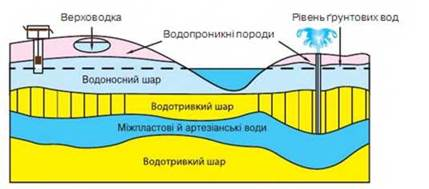 Верховодка
Рівень ґрунтових вод
Водопроникні породи
Водоносний шар
Водотривкий шар
Міжпластові й артезіанські води
Водотривкий шар